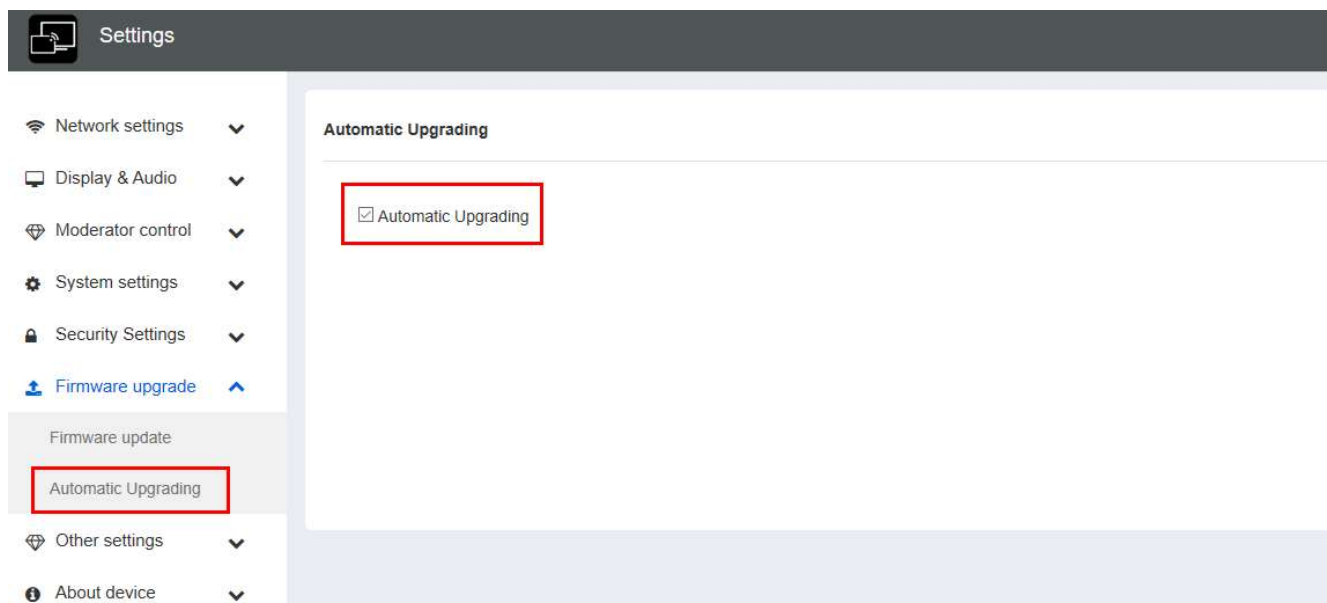 Settings
Network settings
Display & Audio
Moderator control
System settings
Security Settings
Firmware upgrade
Firmware update
Automatic Upgrading
Other settings
About device
Automatic Upgrading
Automatic Upgrading